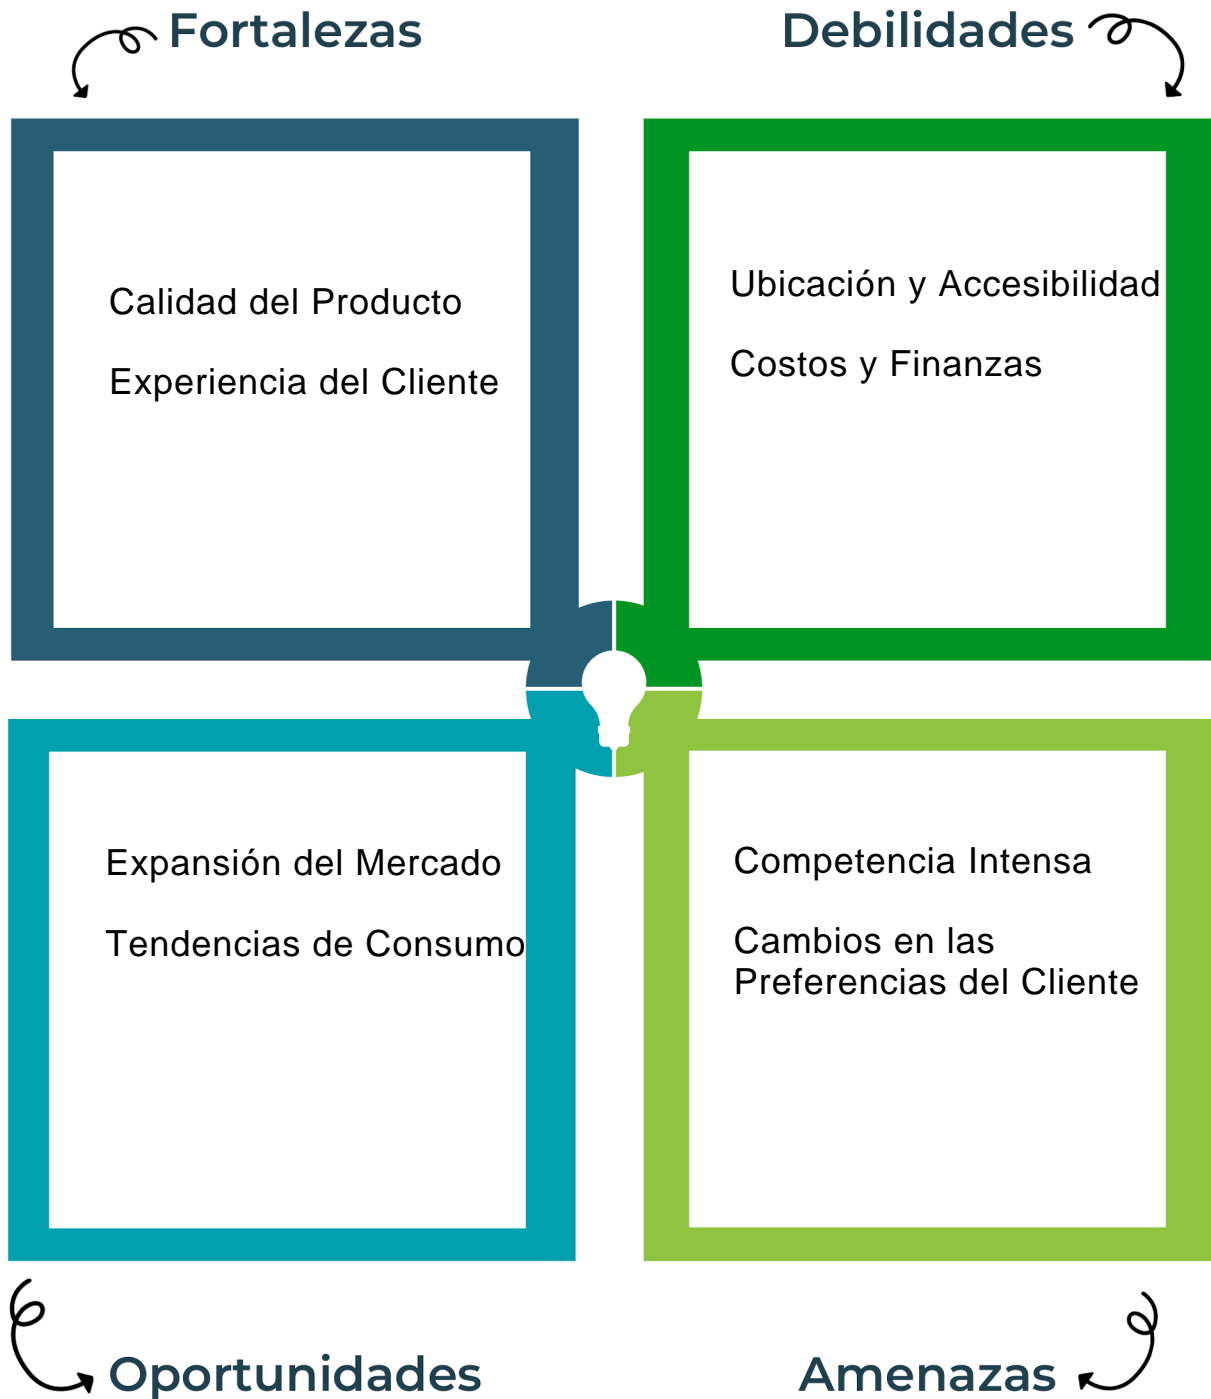 Fortalezas
Debilidades
Calidad del Producto
Experiencia del Cliente
Ubicación y Accesibilidad
Costos y Finanzas
Expansión del Mercado
Tendencias de Consumo
Competencia Intensa
Cambios en las
Preferencias del Cliente
Oportunidades
Amenazas